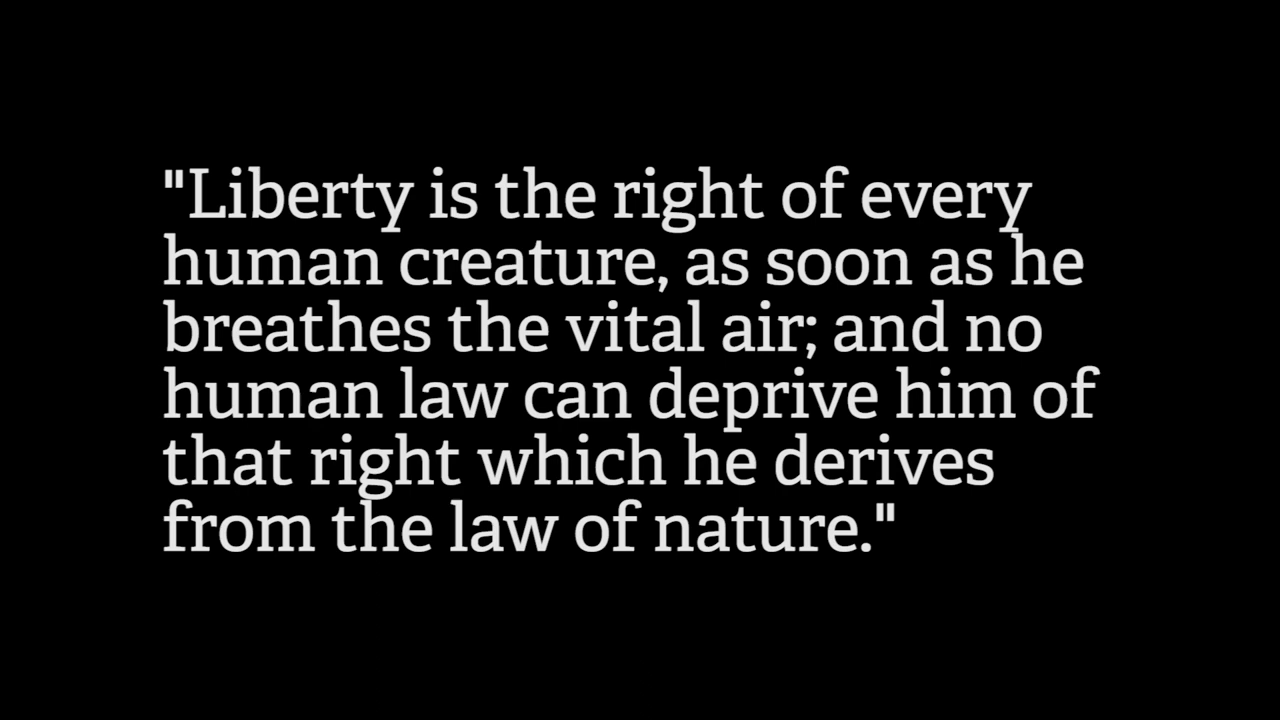 "Liberty is the right of every
human creature, as soon as he
breathes the vital air; and no
human law can deprive him of
that right which he derives
from the law of nature."